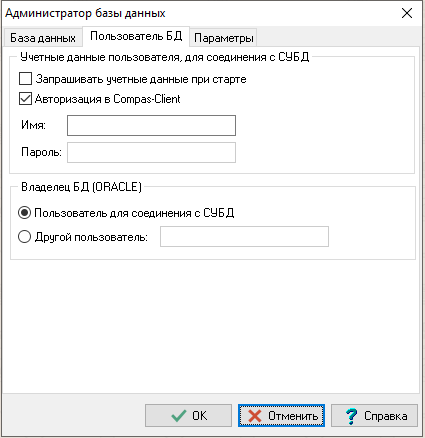 Администратор базы данных
База данных Пользователь БД Параметры
Учетные данные пользователя, для соединения с СУБД
Запрашивать учетные данные при старте
Авторизация в Compas-Client
Имя:
Пароль:
Владелец БД (ORACLE)
Пользователь для соединения с СУБД
Другой пользователь:
OK Отменить Справка